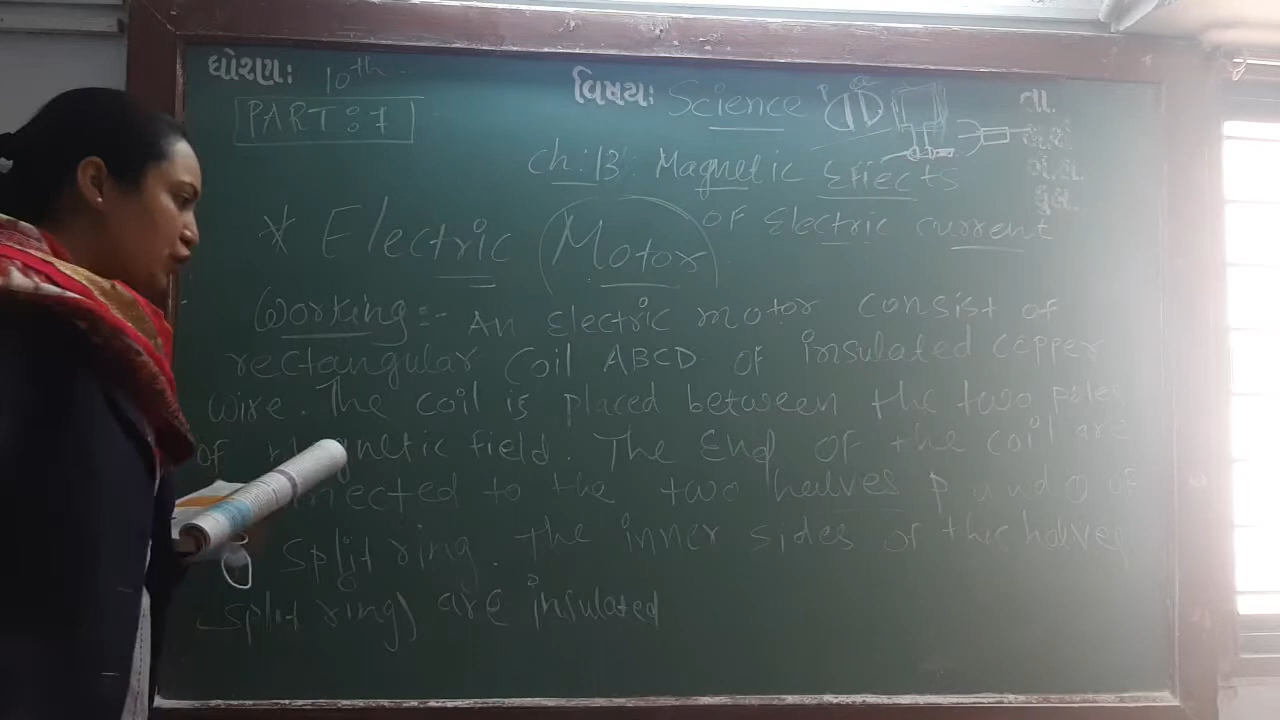 ધોરણ: 10th
વિષય: Science
તા.
PART: 7
Ch: 13: Magnetic Effects
OF Electric current
* Electric Motor
Working:- An Electric motor consist of
rectangular Coil ABCD of insulated copper
wire. The coil is placed between the two poles
of magnetic field. The End of the coil are
nnected to the two halves P and Q of
split ring. The inner sides of this halves
split ring) are insulated